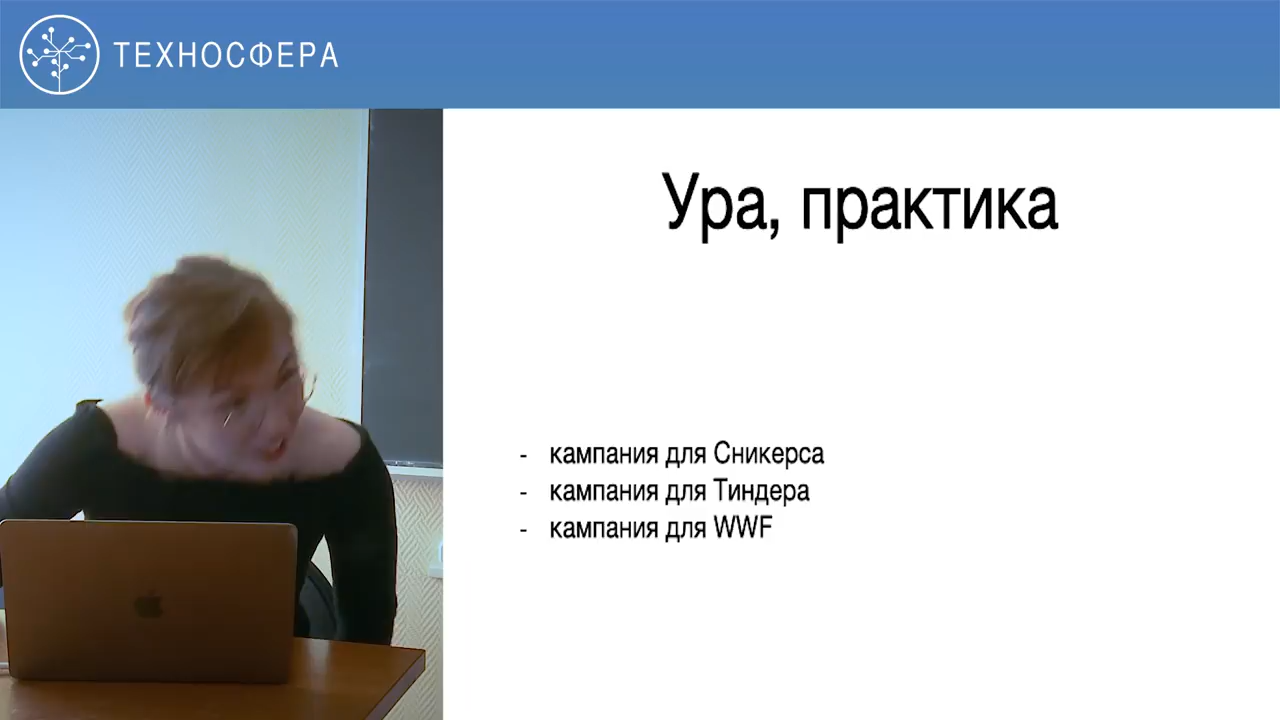 ТЕХНОСФЕРА
Ура, практика
- кампания для Сникерса
- кампания для Тиндера
- кампания для WWF